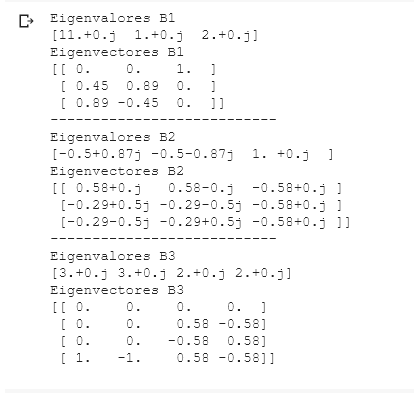 Eigenvalores B1
[11.+0.j  1.+0.j  2.+0.j]
Eigenvectores B1
[[ 0.    0.    1.  ]
 [ 0.45  0.89  0.  ]
 [ 0.89 -0.45  0.  ]]
---------------------------
Eigenvalores B2
[-0.5+0.87j -0.5-0.87j  1. +0.j  ]
Eigenvectores B2
[[ 0.58+0.j   0.58-0.j  -0.58+0.j ]
 [-0.29+0.5j -0.29-0.5j -0.58+0.j ]
 [-0.29-0.5j -0.29+0.5j -0.58+0.j ]]
---------------------------
Eigenvalores B3
[3.+0.j 3.+0.j 2.+0.j 2.+0.j]
Eigenvectores B3
[[ 0.    0.    0.    0.  ]
 [ 0.    0.    0.58 -0.58]
 [ 0.    0.   -0.58  0.58]
 [ 1.   -1.    0.58 -0.58]]